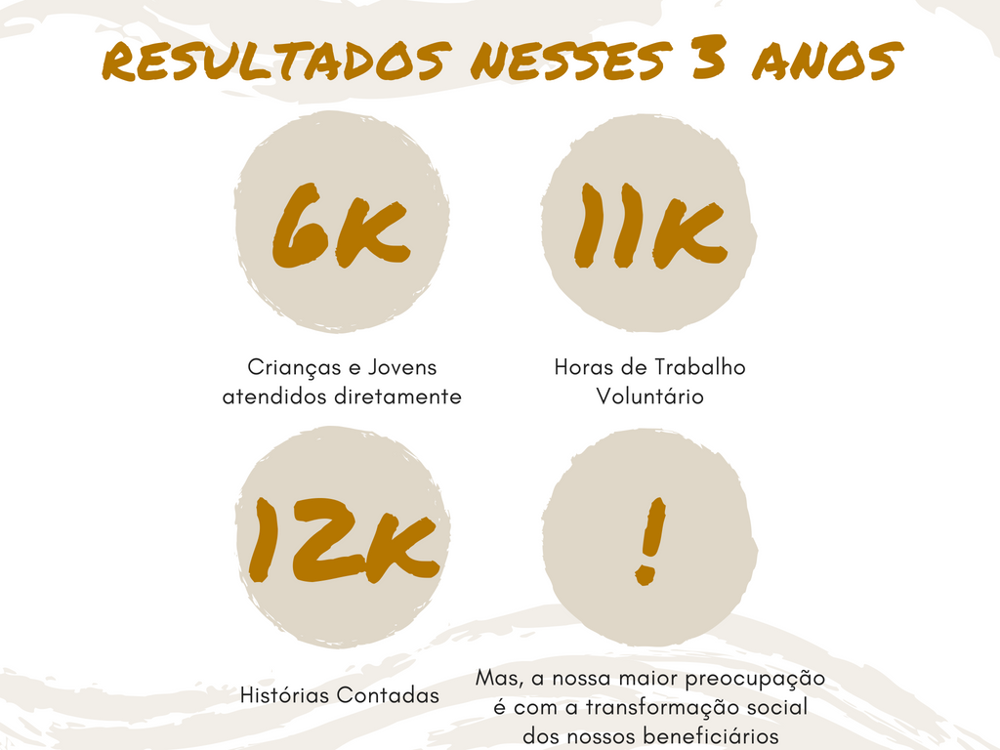 RESULTADOS NESSES 3 ANOS
6K
Crianças e Jovens
atendidos diretamente
11K
Horas de Trabalho
Voluntário
12K
Histórias Contadas
!
Mas, a nossa maior preocupação
é com a transformação social
dos nossos beneficiários